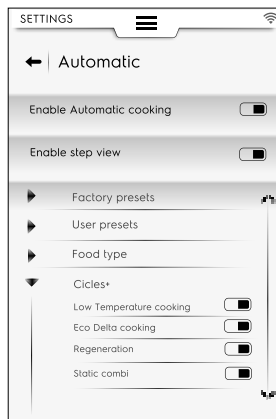 SETTINGS
Automatic
Enable Automatic cooking
Enable step view
Factory presets
User presets
Food type
Cicles+
Low Temperature cooking
Eco Delta cooking
Regeneration
Static combi